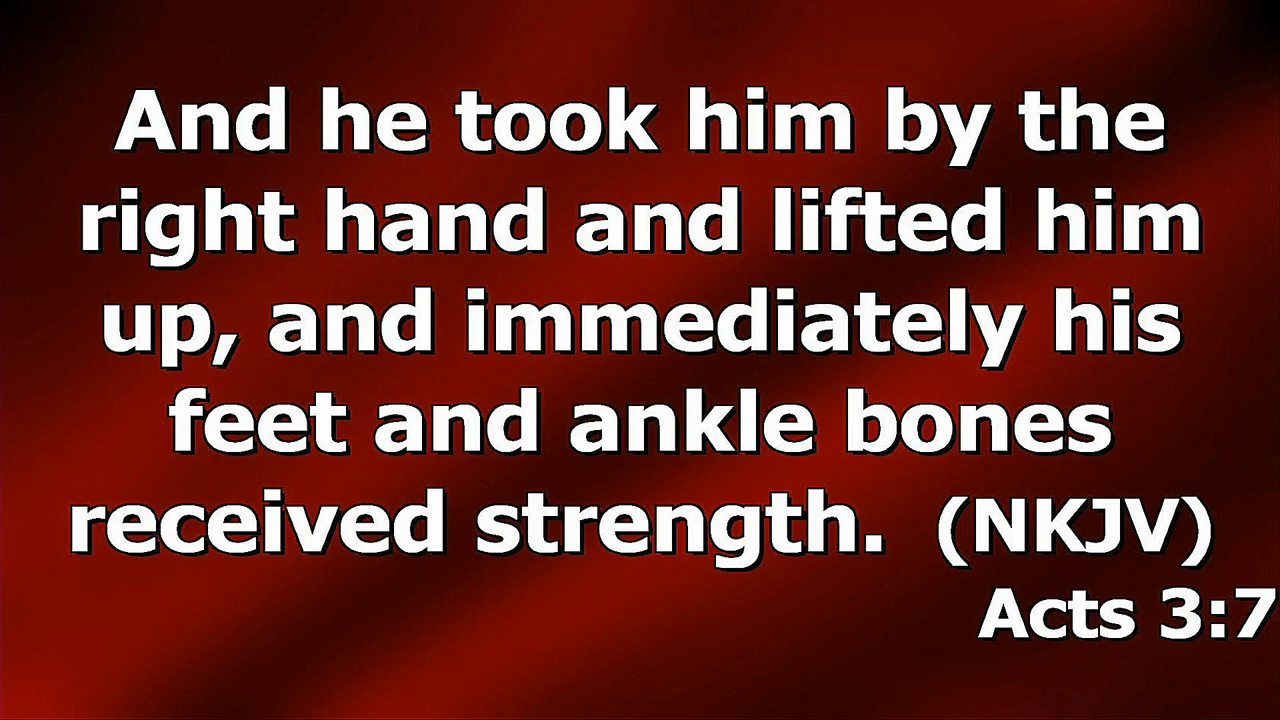 And he took him by the
right hand and lifted him
up, and immediately his
feet and ankle bones
received strength. (NKJV)
Acts 3:7